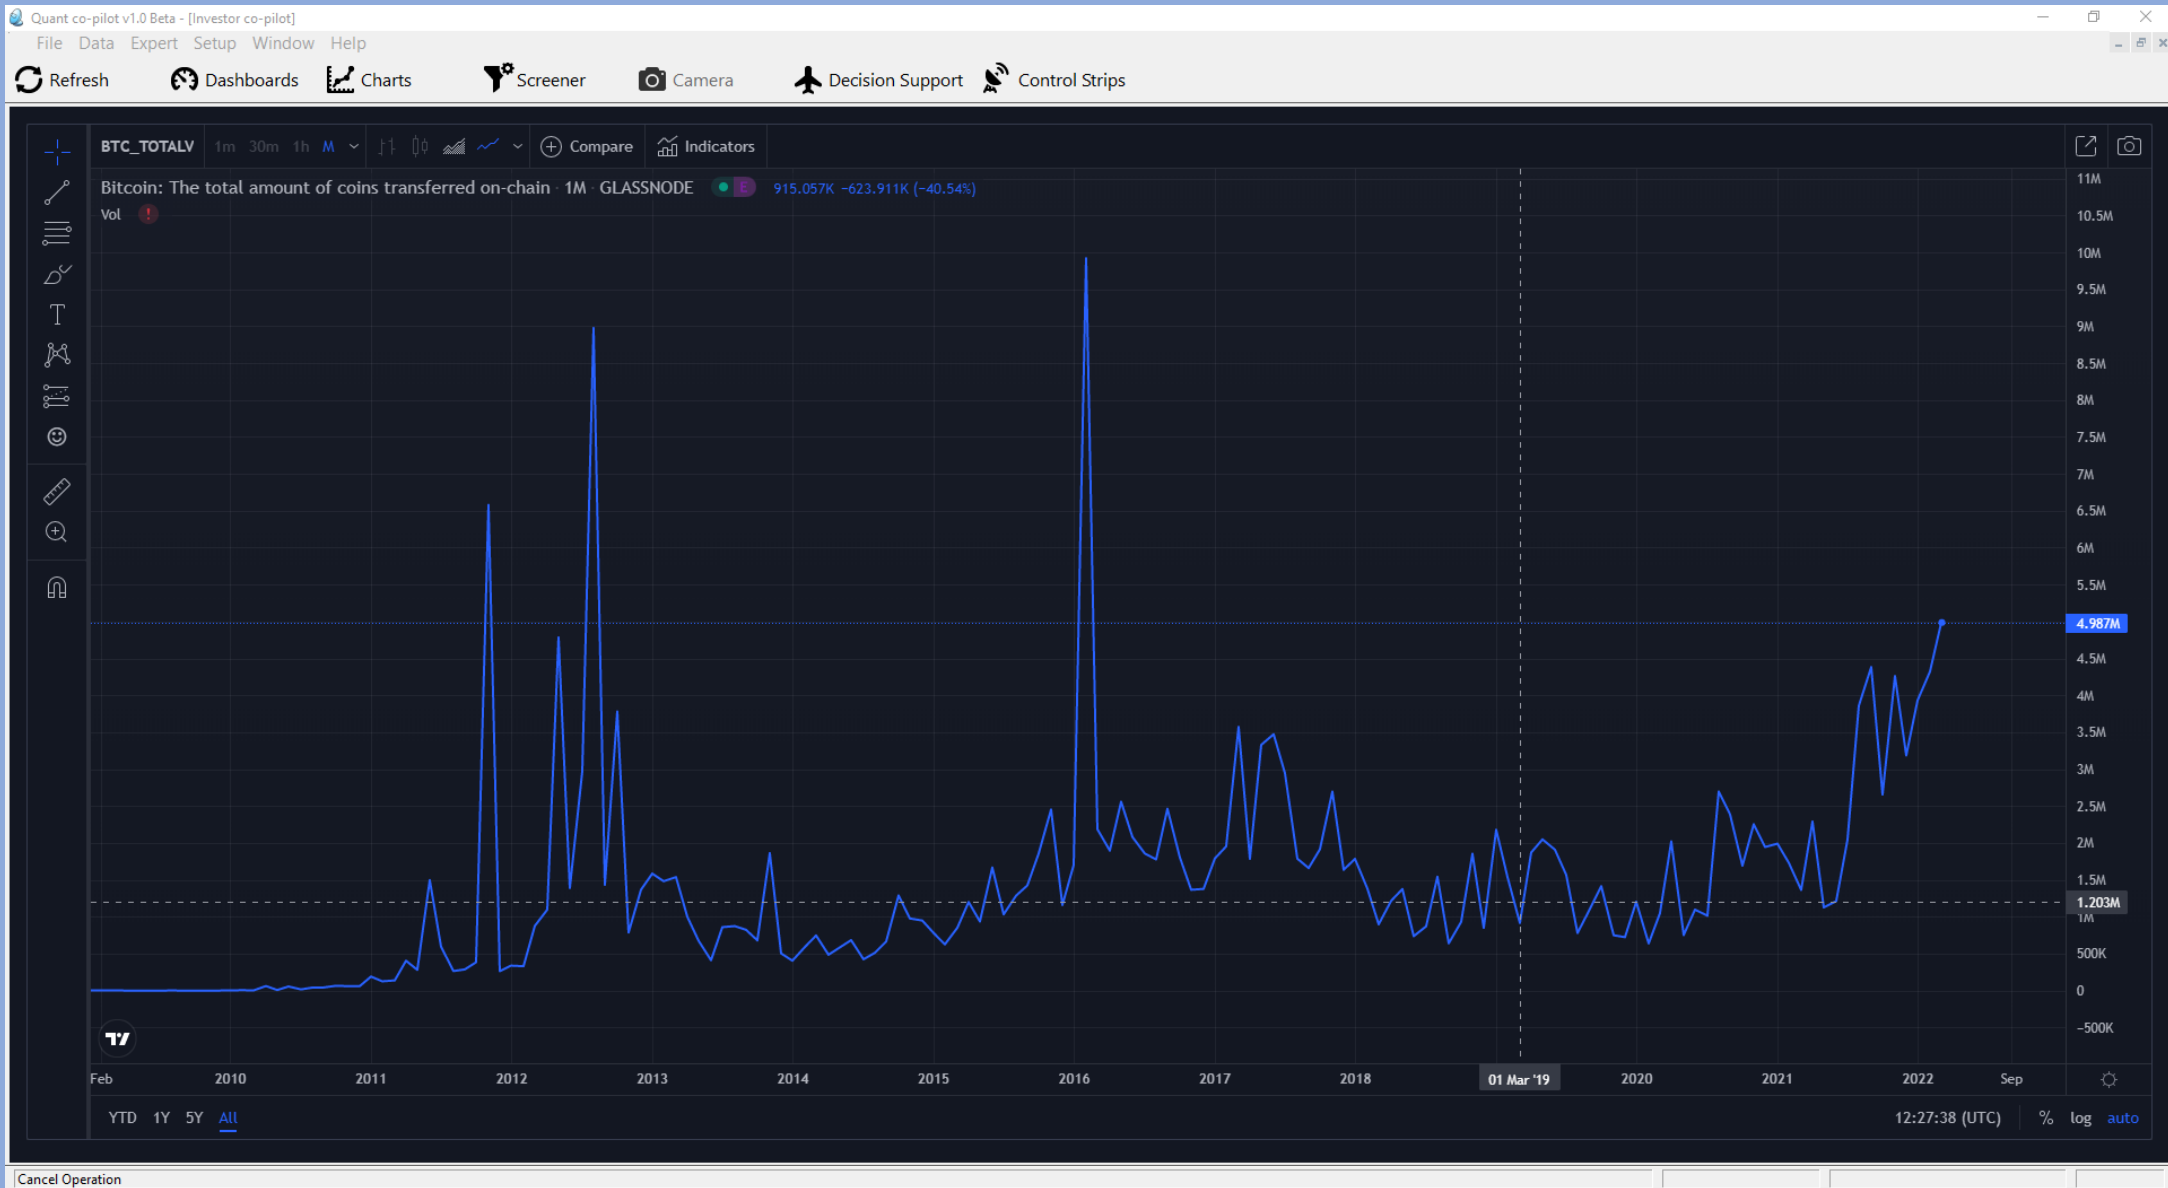 Quant co-pilot v1.0 Beta - [Investor co-pilot]
File Data Expert Setup Window Help
Refresh Dashboards Charts Screener Camera Decision Support Control Strips
BTC_TOTALV 1m 30m 1h M Compare Indicators
Bitcoin: The total amount of coins transferred on-chain · 1M · GLASSNODE E 915.057K −623.911K (−40.54%)
Vol !
11M
10.5M
10M
9.5M
9M
8.5M
8M
7.5M
7M
6.5M
6M
5.5M
4.987M
4.5M
4M
3.5M
3M
2.5M
2M
1.5M
1.203M
1M
500K
0
−500K
Feb 2010 2011 2012 2013 2014 2015 2016 2017 2018 01 Mar '19 2020 2021 2022 Sep
YTD 1Y 5Y All 12:27:38 (UTC) % log auto
Cancel Operation